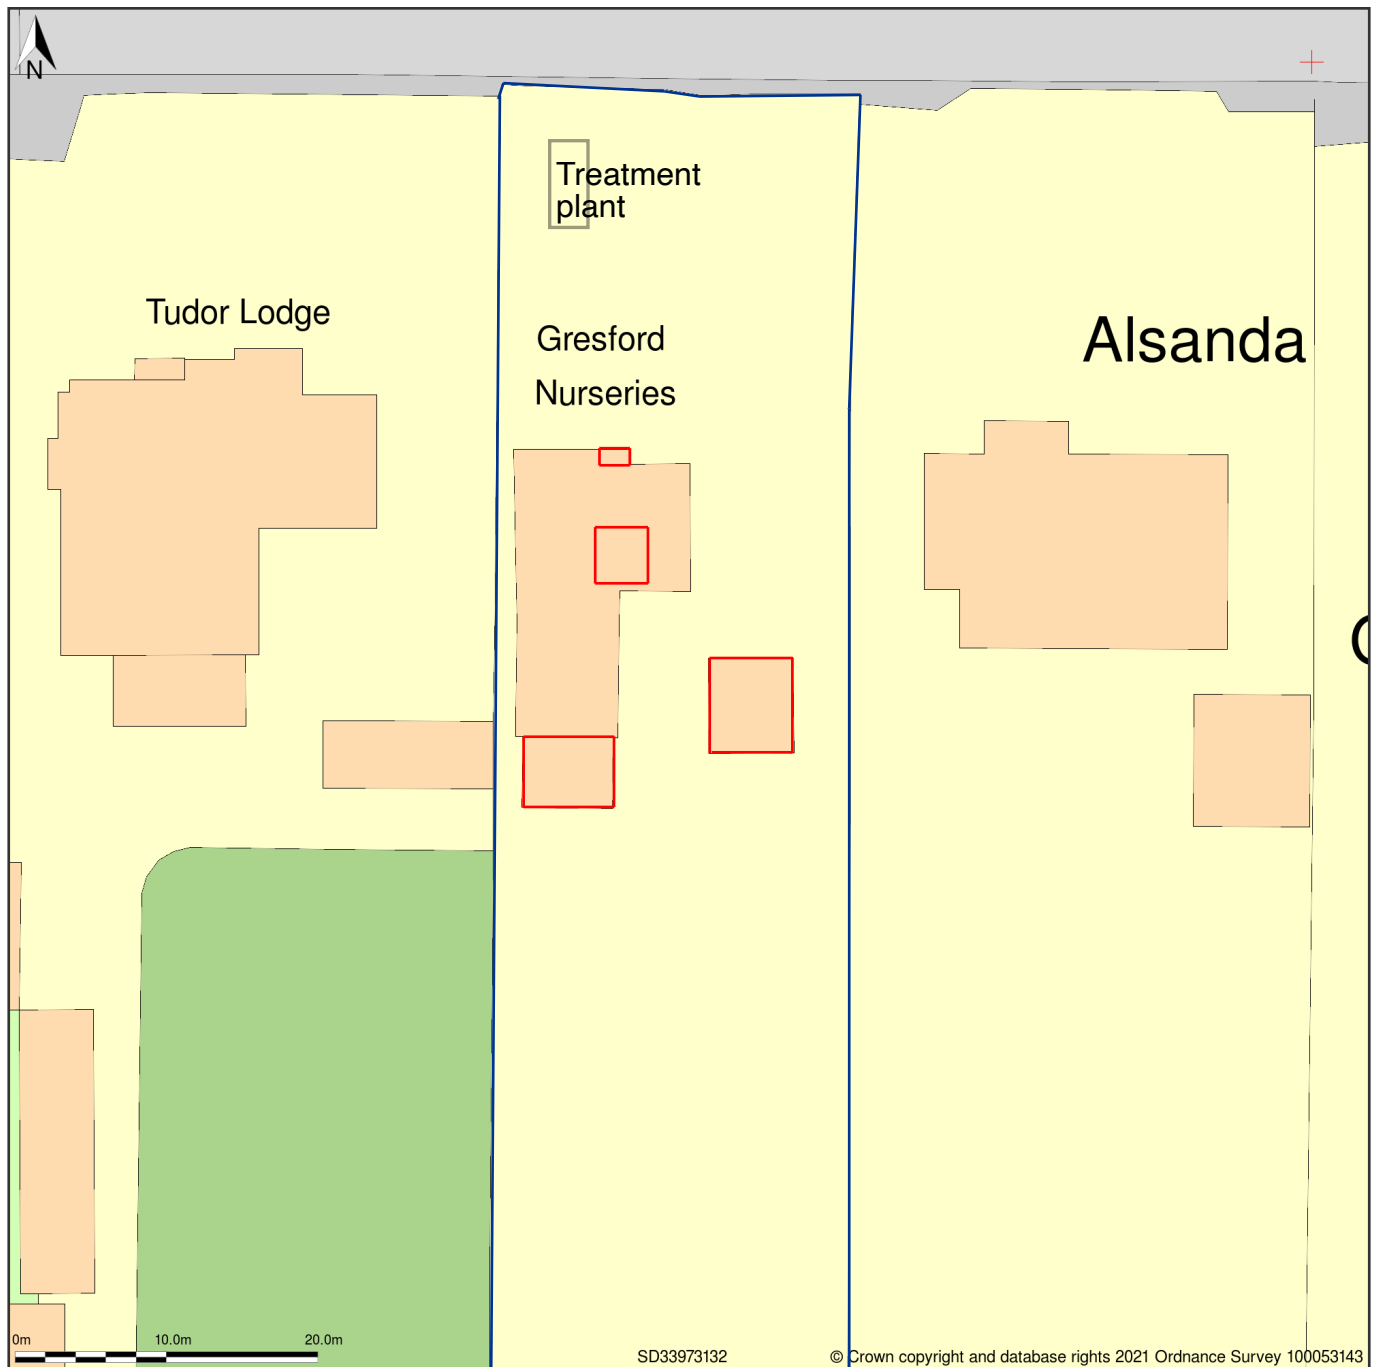 N
Treatment
plant
Tudor Lodge
Gresford
Nurseries
Alsanda
0m 10.0m 20.0m
SD33973132
© Crown copyright and database rights 2021 Ordnance Survey 100053143